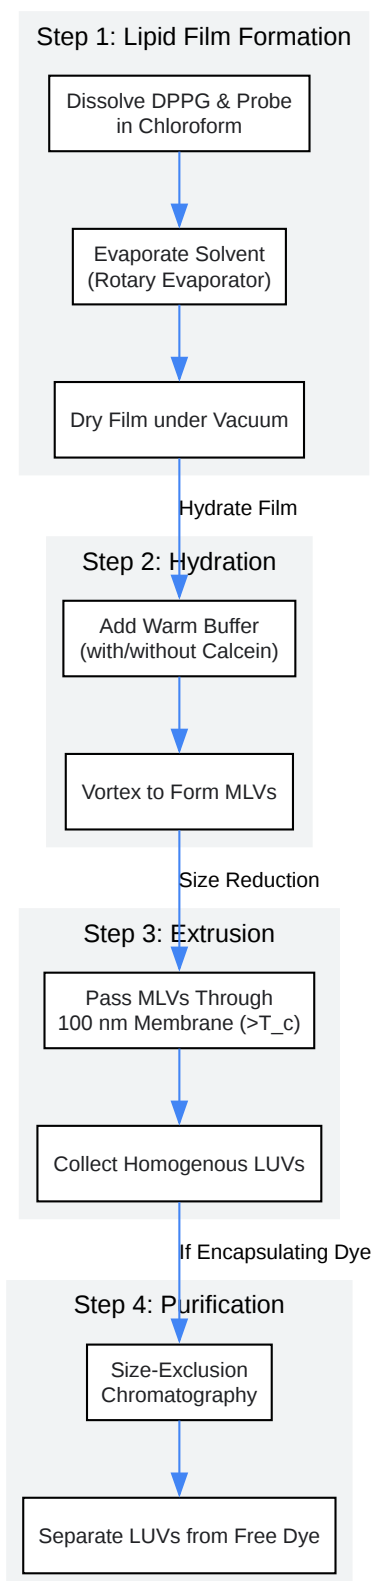 Step 1: Lipid Film Formation
Dissolve DPPG & Probe
in Chloroform
Evaporate Solvent
(Rotary Evaporator)
Dry Film under Vacuum
Hydrate Film
Step 2: Hydration
Add Warm Buffer
(with/without Calcein)
Vortex to Form MLVs
Size Reduction
Step 3: Extrusion
Pass MLVs Through
100 nm Membrane (>T_c)
Collect Homogenous LUVs
If Encapsulating Dye
Step 4: Purification
Size-Exclusion
Chromatography
Separate LUVs from Free Dye